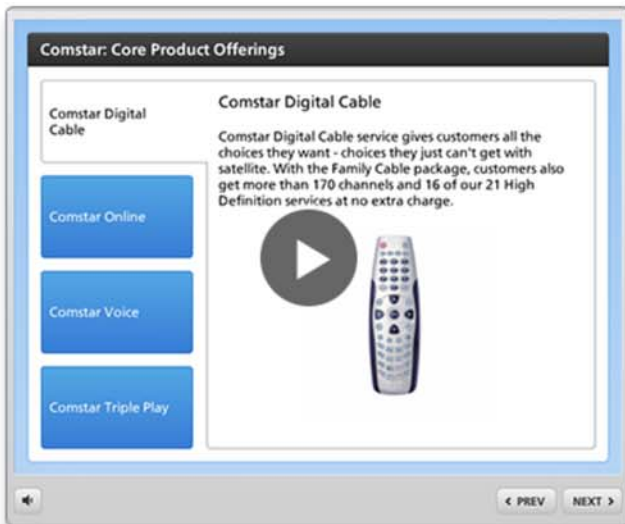 Comstar: Core Product Offerings
Comstar Digital
Cable
Comstar Online
Comstar Voice
Comstar Triple Play
Comstar Digital Cable
Comstar Digital Cable service gives customers all the
choices they want - choices they just can't get with
satellite. With the Family Cable package, customers also
get more than 170 channels and 16 of our 21 High
Definition services at no extra charge.
< PREV
NEXT >